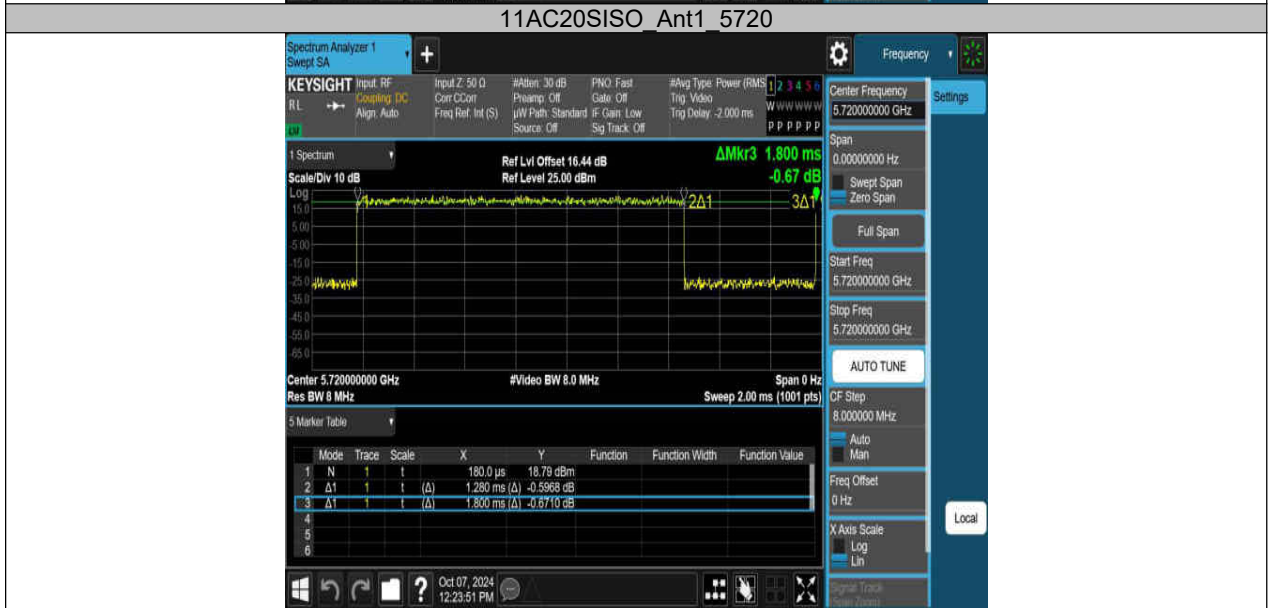 11AC20SISO_Ant1_5720
Spectrum Analyzer 1
Swept SA
+
Frequency
KEYSIGHT Input: RF Input Z: 50 Ω #Atten: 30 dB PNO: Fast #Avg Type: Power (RMS 1 2 3 4 5 6
RL Coupling: DC Corr CCorr Preamp: Off Gate: Off Trig: Video W W W W W W
Align: Auto Freq Ref: Int (S) µW Path: Standard IF Gain: Low Trig Delay: -2.000 ms
Source: Off Sig Track: Off P P P P P P
Center Frequency
5.720000000 GHz
Settings
1 Spectrum
Scale/Div 10 dB
Ref Lvl Offset 16.44 dB
Ref Level 25.00 dBm
ΔMkr3 1.800 ms
-0.67 dB
Log
15.0
5.00
-5.00
-15.0
-25.0
-35.0
-45.0
-55.0
-65.0
2Δ1
3Δ1
Center 5.720000000 GHz #Video BW 8.0 MHz Span 0 Hz
Res BW 8 MHz Sweep 2.00 ms (1001 pts)
Span
0.00000000 Hz
Swept Span
Zero Span
Full Span
Start Freq
5.720000000 GHz
Stop Freq
5.720000000 GHz
AUTO TUNE
CF Step
8.000000 MHz
Auto
Man
Freq Offset
0 Hz
X Axis Scale
Log
Lin
Signal Track
(Span Zoom)
Local
5 Marker Table
Mode Trace Scale X Y Function Function Width Function Value
1 N 1 t 180.0 µs 18.79 dBm
2 Δ1 1 t (Δ) 1.280 ms (Δ) -0.5968 dB
3 Δ1 1 t (Δ) 1.800 ms (Δ) -0.6710 dB
4
5
6
?
Oct 07, 2024
12:23:51 PM